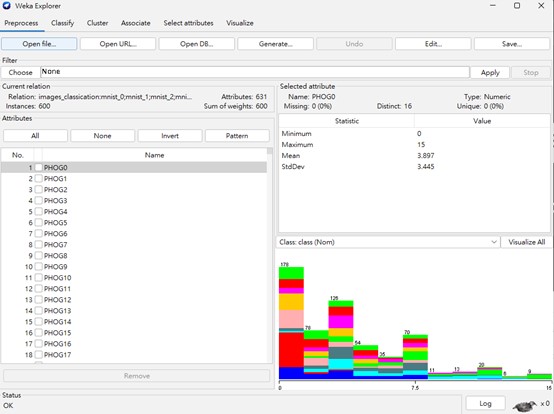 Weka Explorer
Preprocess Classify Cluster Associate Select attributes Visualize
Open file... Open URL... Open DB... Generate... Undo Edit... Save...
Filter
Choose None Apply Stop
Current relation
Relation: images_classication:mnist_0;mnist_1;mnist_2;mni... Attributes: 631
Instances: 600 Sum of weights: 600
Attributes
All None Invert Pattern
No. Name
1 PHOG0
2 PHOG1
3 PHOG2
4 PHOG3
5 PHOG4
6 PHOG5
7 PHOG6
8 PHOG7
9 PHOG8
10 PHOG9
11 PHOG10
12 PHOG11
13 PHOG12
14 PHOG13
15 PHOG14
16 PHOG15
17 PHOG16
18 PHOG17
Remove
Selected attribute
Name: PHOG0 Type: Numeric
Missing: 0 (0%) Distinct: 16 Unique: 0 (0%)
Statistic Value
Minimum 0
Maximum 15
Mean 3.897
StdDev 3.445
Class: class (Nom) Visualize All
178
78
126
54
35
70
11
13
20
6
9
0 7.5 15
Status
OK Log x 0